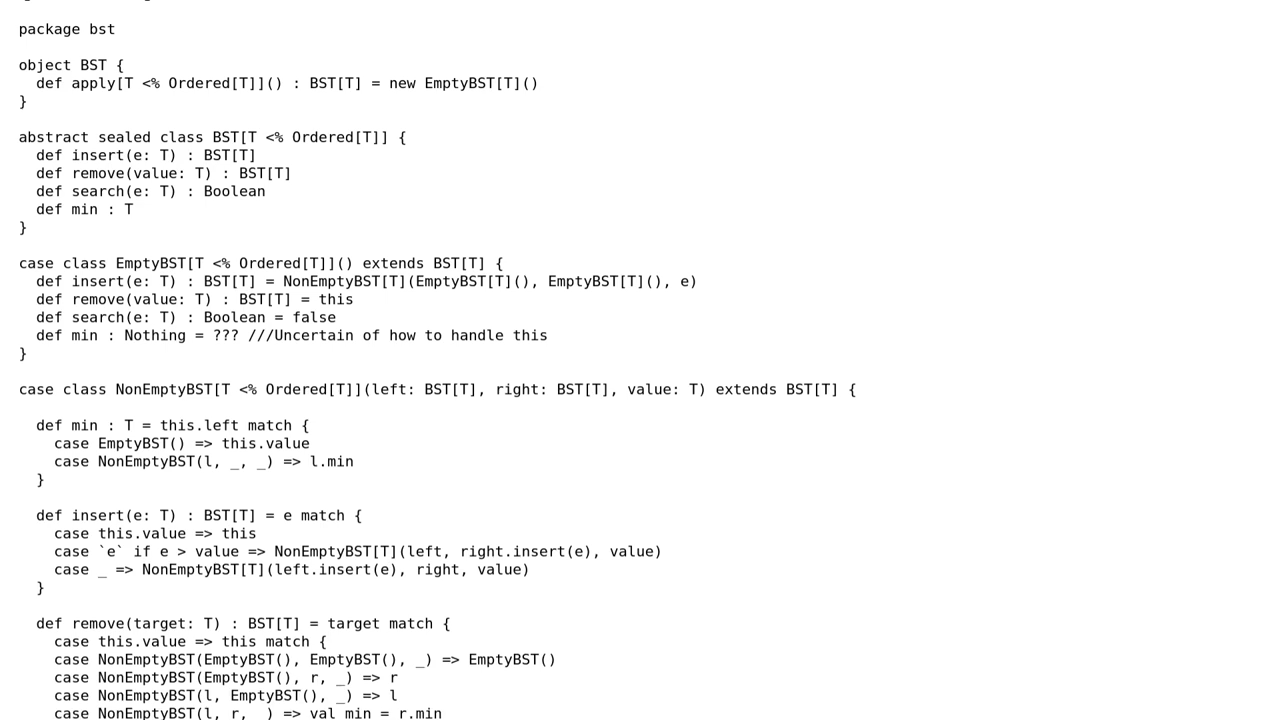 package bst
object BST {
  def apply[T <% Ordered[T]]() : BST[T] = new EmptyBST[T]()
}
abstract sealed class BST[T <% Ordered[T]] {
  def insert(e: T) : BST[T]
  def remove(value: T) : BST[T]
  def search(e: T) : Boolean
  def min : T
}
case class EmptyBST[T <% Ordered[T]]() extends BST[T] {
  def insert(e: T) : BST[T] = NonEmptyBST[T](EmptyBST[T](), EmptyBST[T](), e)
  def remove(value: T) : BST[T] = this
  def search(e: T) : Boolean = false
  def min : Nothing = ??? ///Uncertain of how to handle this
}
case class NonEmptyBST[T <% Ordered[T]](left: BST[T], right: BST[T], value: T) extends BST[T] {
  def min : T = this.left match {
    case EmptyBST() => this.value
    case NonEmptyBST(l, _, _) => l.min
  }
  def insert(e: T) : BST[T] = e match {
    case this.value => this
    case `e` if e > value => NonEmptyBST[T](left, right.insert(e), value)
    case _ => NonEmptyBST[T](left.insert(e), right, value)
  }
  def remove(target: T) : BST[T] = target match {
    case this.value => this match {
    case NonEmptyBST(EmptyBST(), EmptyBST(), _) => EmptyBST()
    case NonEmptyBST(EmptyBST(), r, _) => r
    case NonEmptyBST(l, EmptyBST(), _) => l
    case NonEmptyBST(l, r, _) => val min = r.min